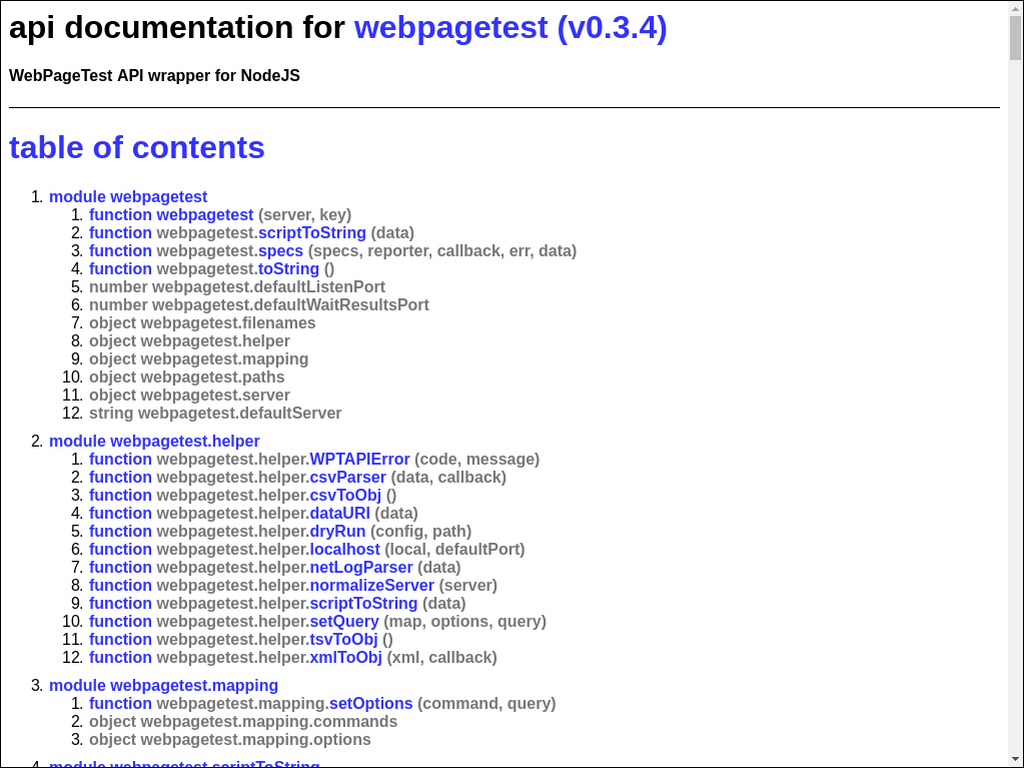 api documentation for webpagetest (v0.3.4)
WebPageTest API wrapper for NodeJS
table of contents
1. module webpagetest
1. function webpagetest (server, key)
2. function webpagetest.scriptToString (data)
3. function webpagetest.specs (specs, reporter, callback, err, data)
4. function webpagetest.toString ()
5. number webpagetest.defaultListenPort
6. number webpagetest.defaultWaitResultsPort
7. object webpagetest.filenames
8. object webpagetest.helper
9. object webpagetest.mapping
10. object webpagetest.paths
11. object webpagetest.server
12. string webpagetest.defaultServer
2. module webpagetest.helper
1. function webpagetest.helper.WPTAPIError (code, message)
2. function webpagetest.helper.csvParser (data, callback)
3. function webpagetest.helper.csvToObj ()
4. function webpagetest.helper.dataURI (data)
5. function webpagetest.helper.dryRun (config, path)
6. function webpagetest.helper.localhost (local, defaultPort)
7. function webpagetest.helper.netLogParser (data)
8. function webpagetest.helper.normalizeServer (server)
9. function webpagetest.helper.scriptToString (data)
10. function webpagetest.helper.setQuery (map, options, query)
11. function webpagetest.helper.tsvToObj ()
12. function webpagetest.helper.xmlToObj (xml, callback)
3. module webpagetest.mapping
1. function webpagetest.mapping.setOptions (command, query)
2. object webpagetest.mapping.commands
3. object webpagetest.mapping.options
4. module webpagetest.scriptToString